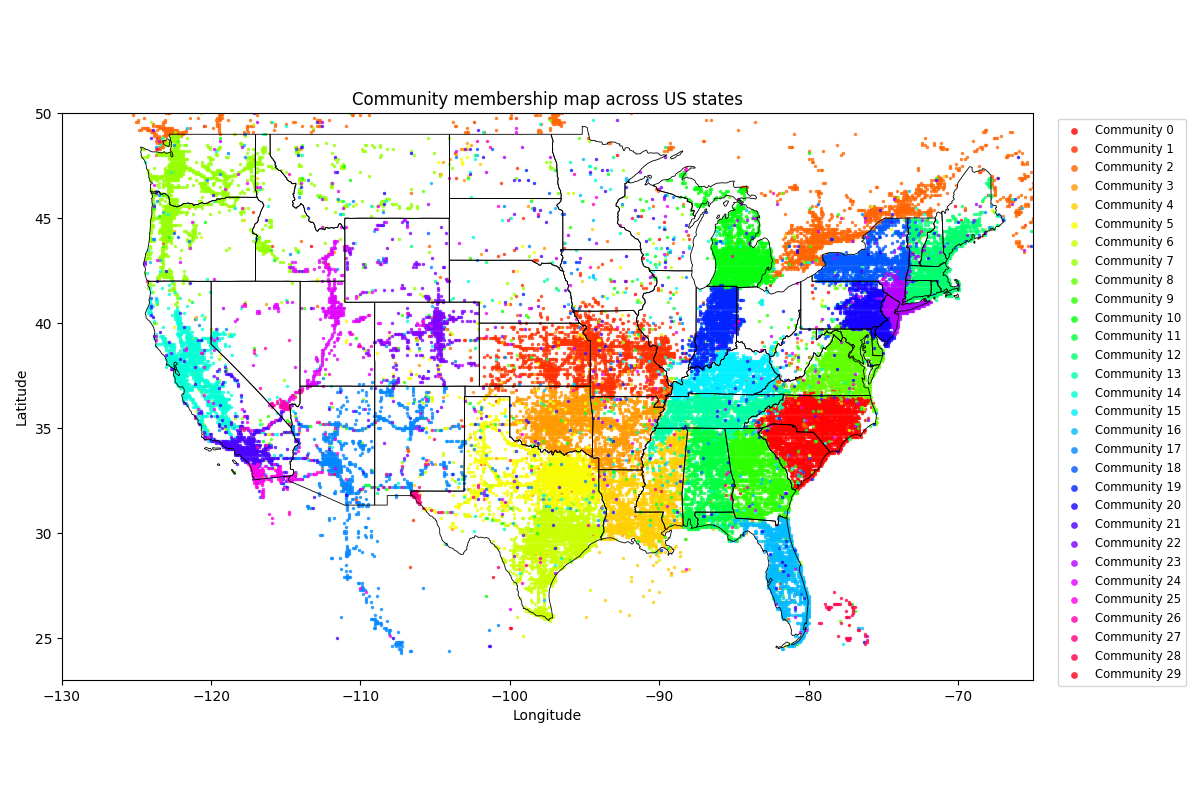 Community membership map across US states
50
45
40
35
30
25
Latitude
−130
−120
−110
−100
−90
−80
−70
Longitude
Community 0
Community 1
Community 2
Community 3
Community 4
Community 5
Community 6
Community 7
Community 8
Community 9
Community 10
Community 11
Community 12
Community 13
Community 14
Community 15
Community 16
Community 17
Community 18
Community 19
Community 20
Community 21
Community 22
Community 23
Community 24
Community 25
Community 26
Community 27
Community 28
Community 29